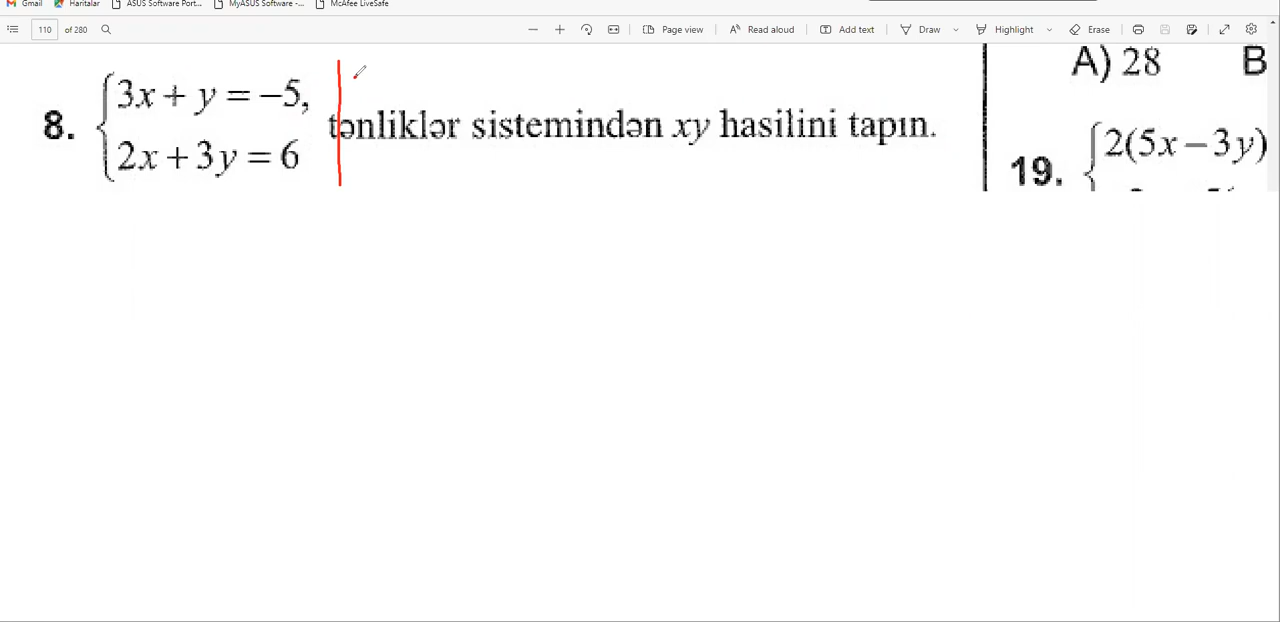 Gmail Haritalar ASUS Software Port... MyASUS Software -... McAfee LiveSafe
110 of 280 Page view Read aloud Add text Draw Highlight Erase
8. {3x + y = −5,
2x + 3y = 6
tənliklər sistemindən xy hasilini tapın.
A) 28 B
19. {2(5x − 3y)